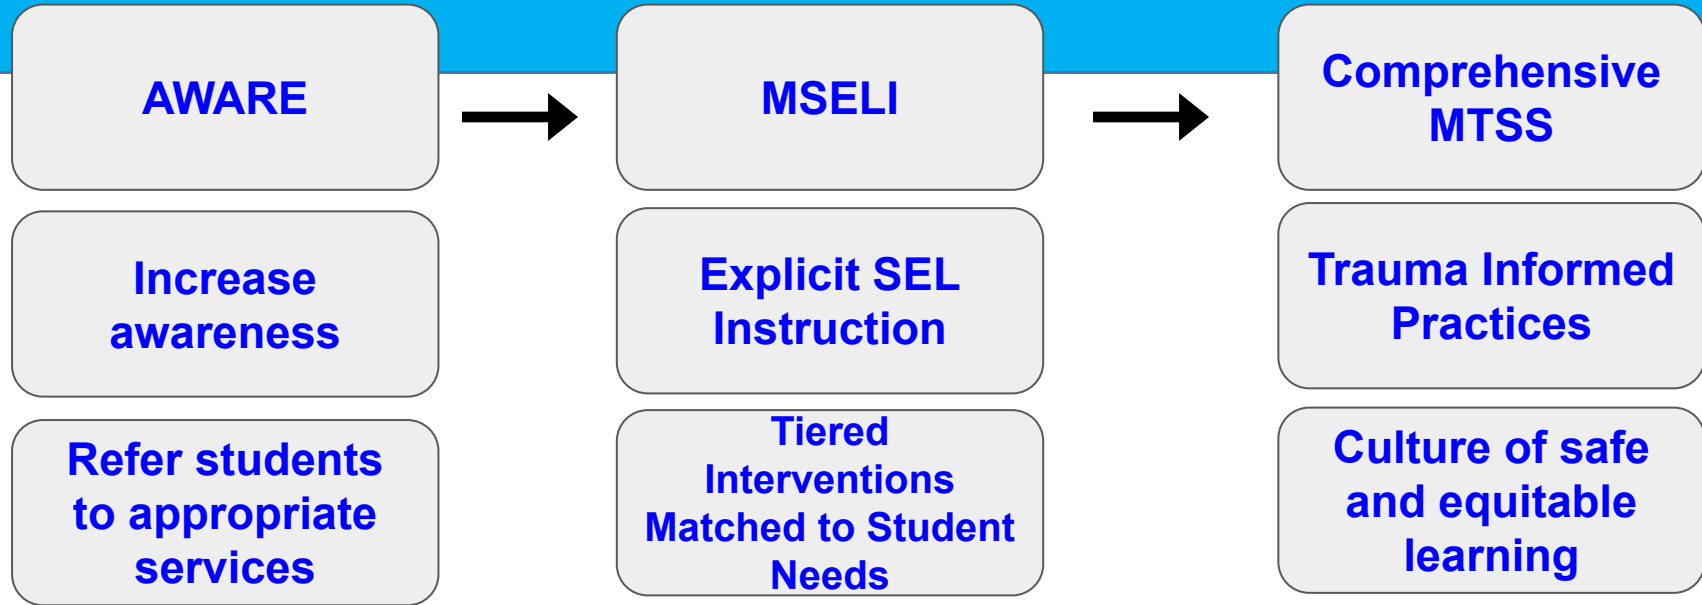 AWARE
MSELI
Comprehensive
MTSS
Increase
awareness
Explicit SEL
Instruction
Trauma Informed
Practices
Refer students
to appropriate
services
Tiered
Interventions
Matched to Student
Needs
Culture of safe
and equitable
learning